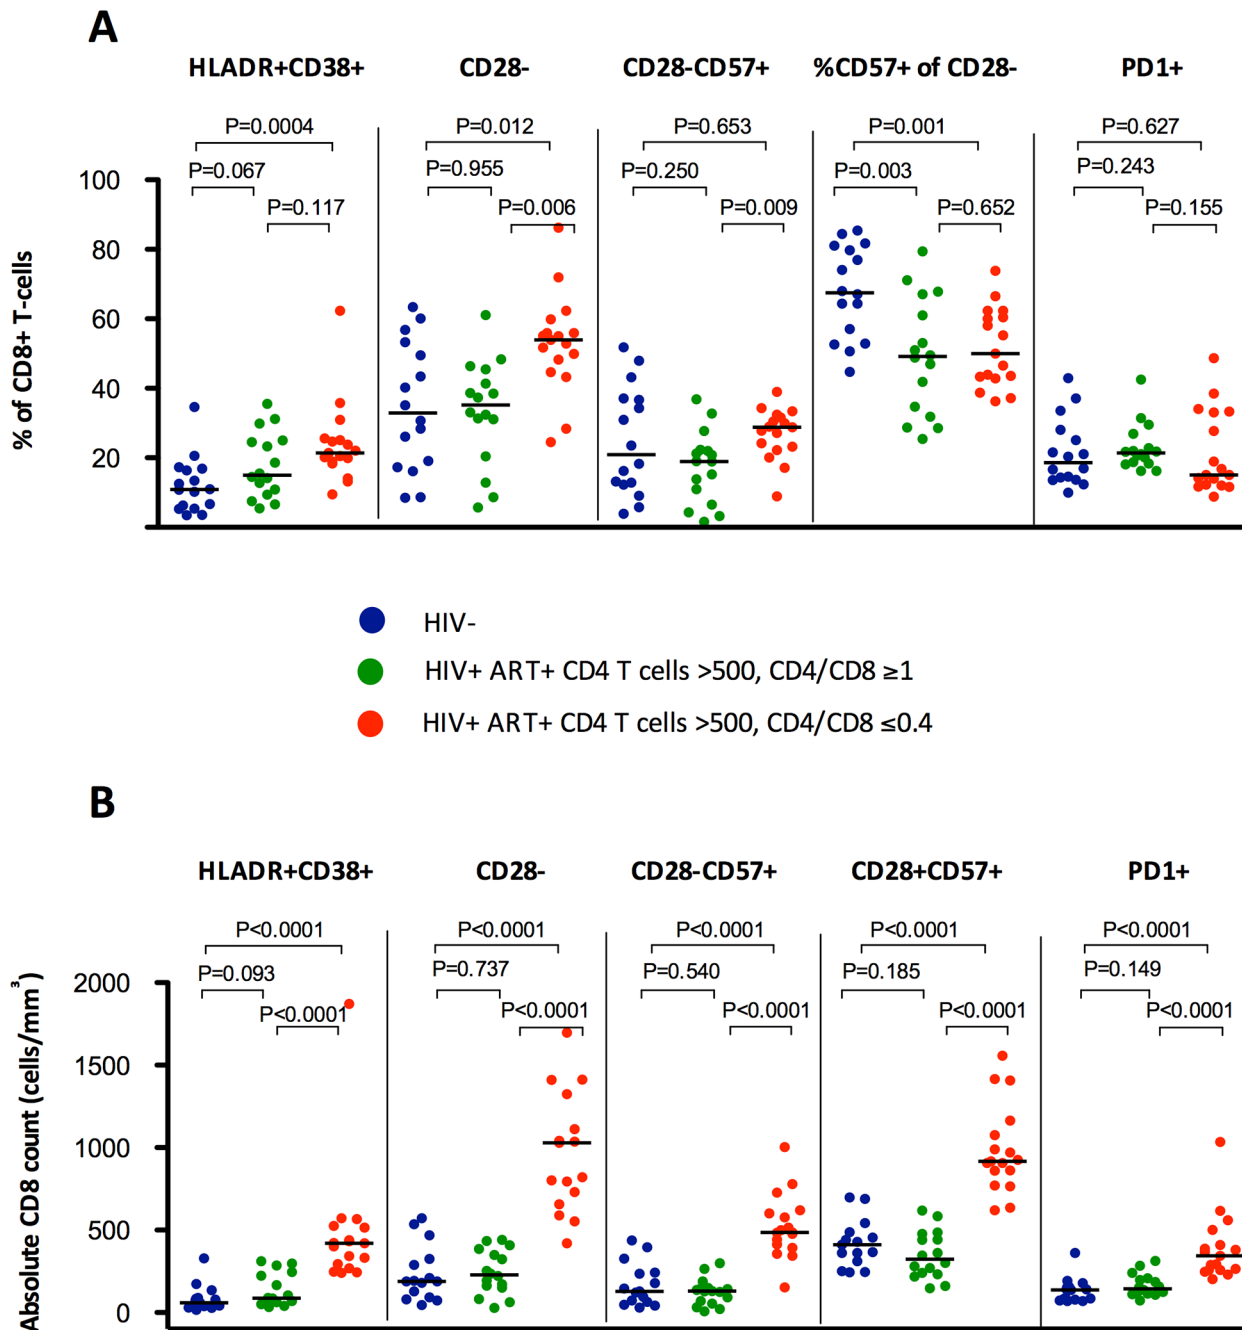 A
HLADR+CD38+ CD28- CD28-CD57+ %CD57+ of CD28- PD1+
P=0.0004 P=0.012 P=0.653 P=0.001 P=0.627
P=0.067 P=0.955 P=0.250 P=0.003 P=0.243
P=0.117 P=0.006 P=0.009 P=0.652 P=0.155
% of CD8+ T-cells
100
80
60
40
20
HIV-
HIV+ ART+ CD4 T cells >500, CD4/CD8 ≥1
HIV+ ART+ CD4 T cells >500, CD4/CD8 ≤0.4
B
HLADR+CD38+ CD28- CD28-CD57+ CD28+CD57+ PD1+
P<0.0001 P<0.0001 P<0.0001 P<0.0001 P<0.0001
P=0.093 P=0.737 P=0.540 P=0.185 P=0.149
P<0.0001 P<0.0001 P<0.0001 P<0.0001 P<0.0001
Absolute CD8 count (cells/mm³)
2000
1500
1000
500
0